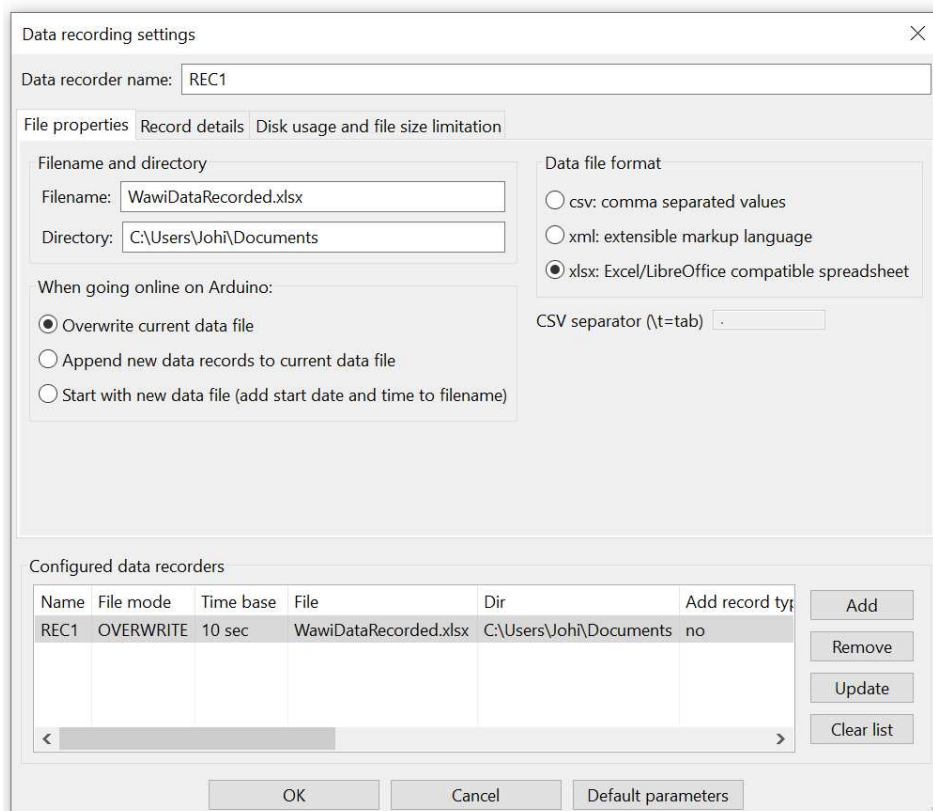 Data recording settings
Data recorder name: REC1
File properties Record details Disk usage and file size limitation
Filename and directory
Filename: WawiDataRecorded.xlsx
Directory: C:\Users\Johi\Documents
When going online on Arduino:
Overwrite current data file
Append new data records to current data file
Start with new data file (add start date and time to filename)
Data file format
csv: comma separated values
xml: extensible markup language
xlsx: Excel/LibreOffice compatible spreadsheet
CSV separator (\t=tab) .
Configured data recorders
Name File mode Time base File Dir Add record typ
REC1 OVERWRITE 10 sec WawiDataRecorded.xlsx C:\Users\Johi\Documents no
Add
Remove
Update
Clear list
OK Cancel Default parameters